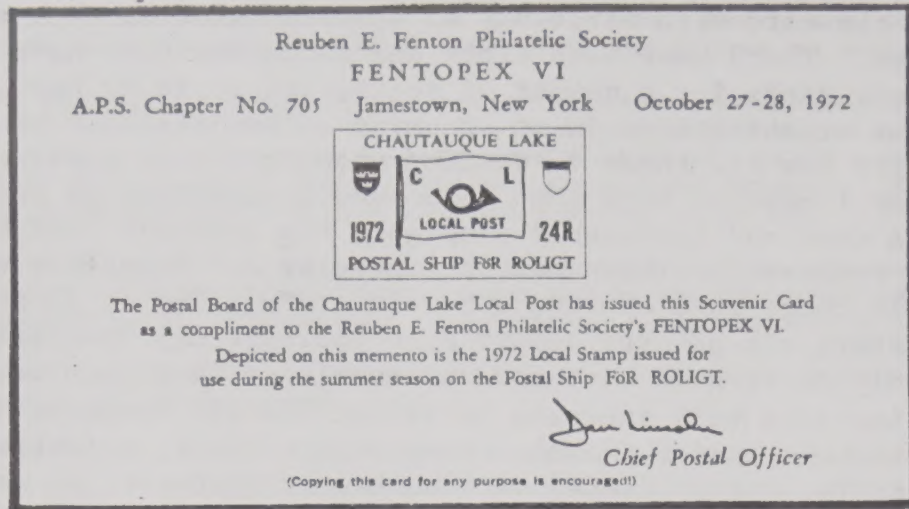 Reuben E. Fenton Philatelic Society
FENTOPEX VI
A.P.S. Chapter No. 705 Jamestown, New York October 27-28, 1972
CHAUTAUQUE LAKE
C L
LOCAL POST
1972 24R
POSTAL SHIP FöR ROLIGT
The Postal Board of the Chautauque Lake Local Post has issued this Souvenir Card
as a compliment to the Reuben E. Fenton Philatelic Society's FENTOPEX VI.
Depicted on this memento is the 1972 Local Stamp issued for
use during the summer season on the Postal Ship FöR ROLIGT.
Dan Lincoln
Chief Postal Officer
(Copying this card for any purpose is encouraged!)